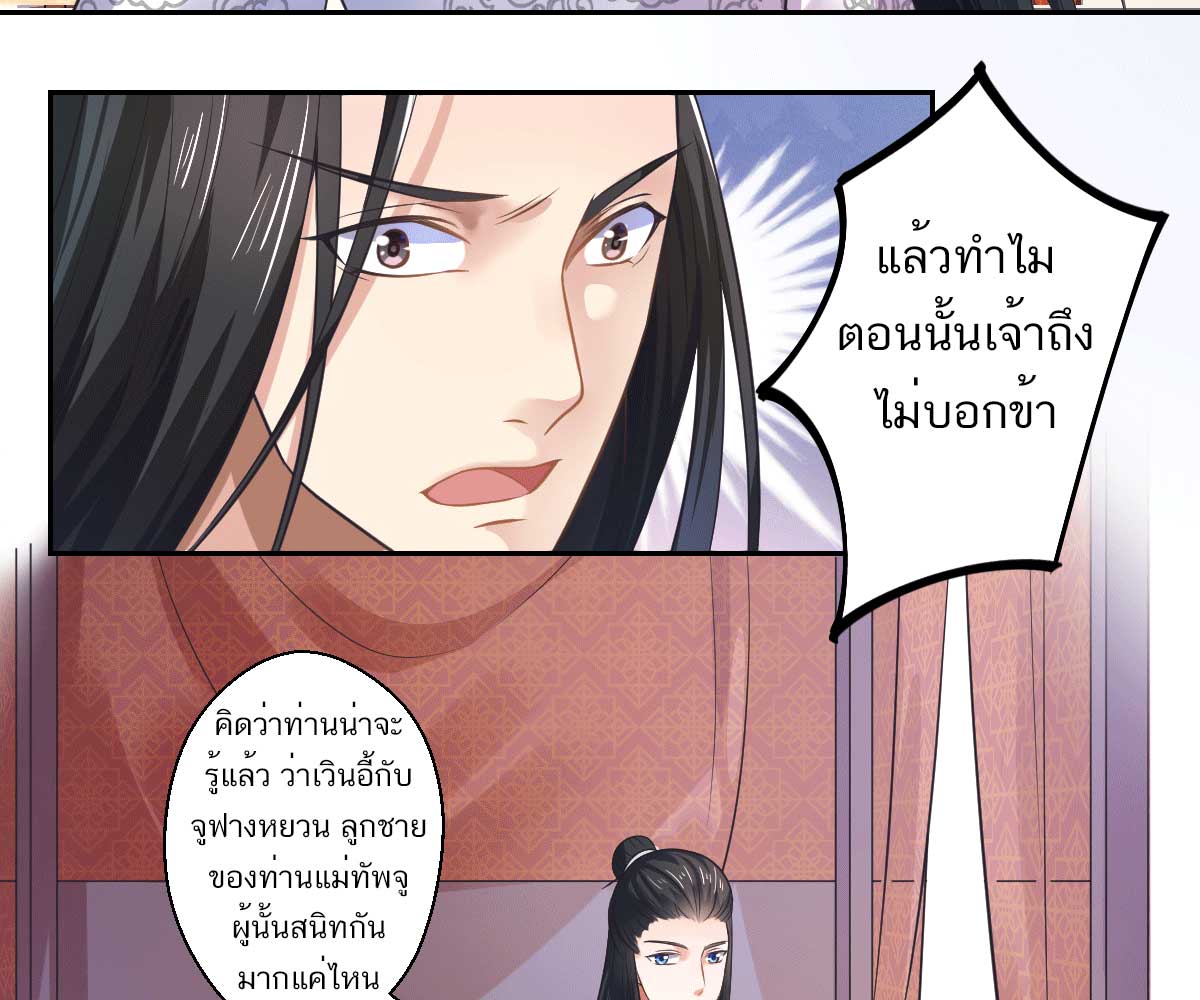 แล้วทำไม
ตอนนั้นเจ้าถึง
ไม่บอกข้า
คิดว่าท่านน่าจะ
รู้แล้ว ว่าเวินอี้กับ
จูฟางหยวน ลูกชาย
ของท่านแม่ทัพจู
ผู้นั้นสนิทกัน
มากแค่ไหน